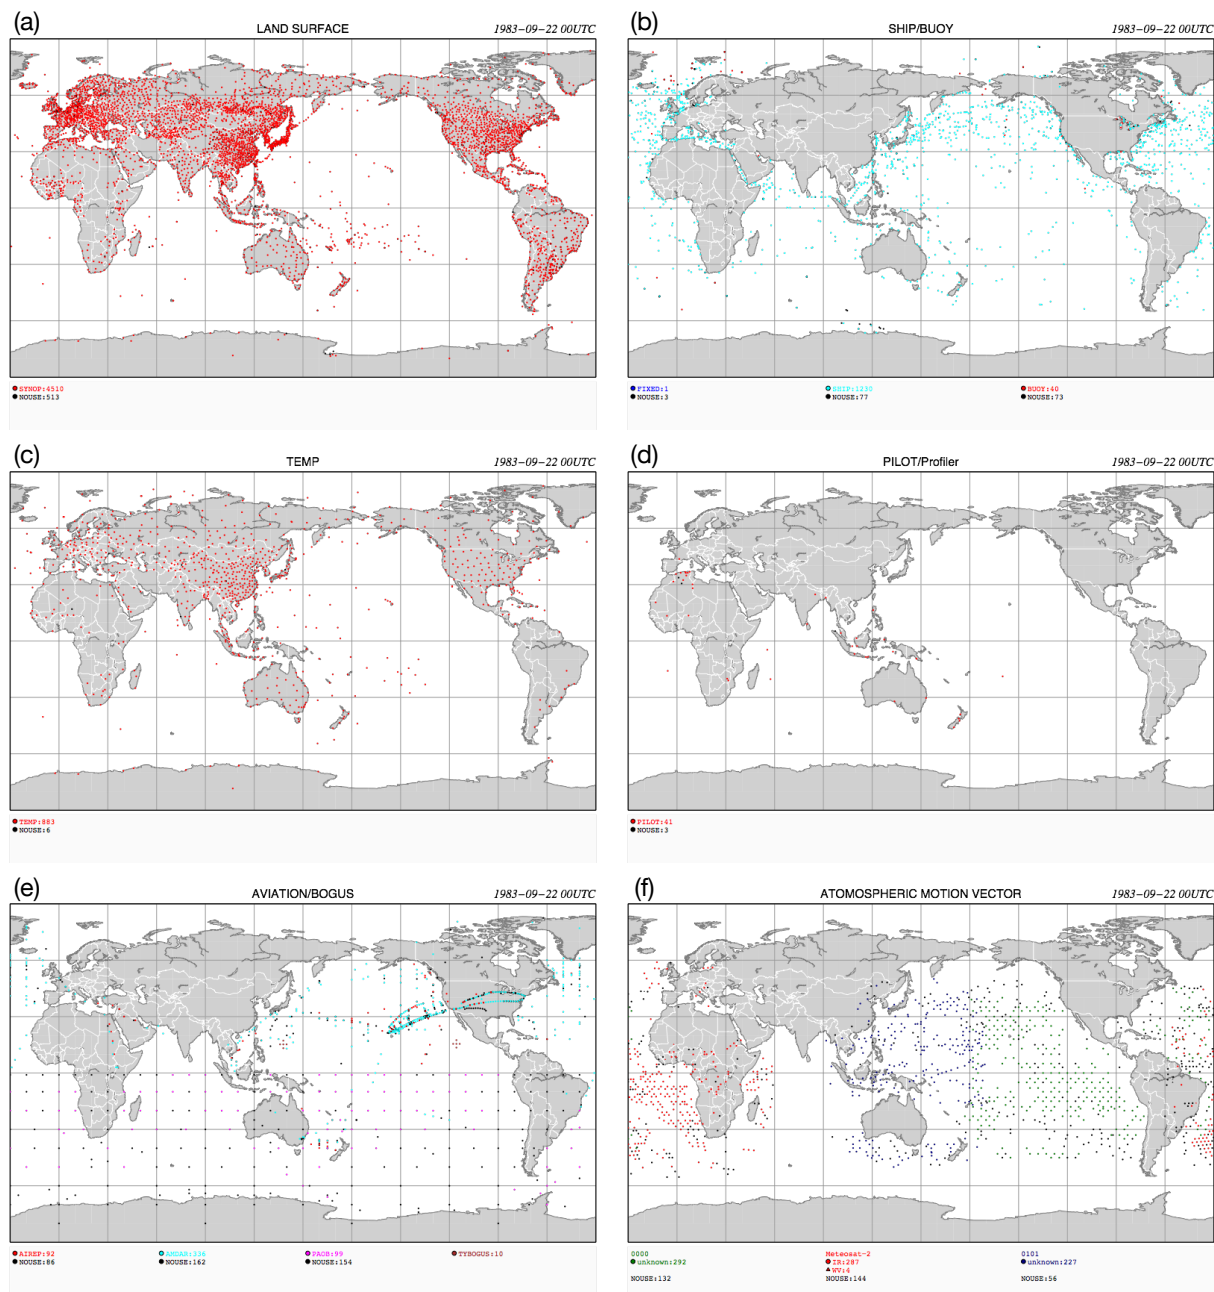 (a) LAND SURFACE 1983-09-22 00UTC
SYNOP:4510
NOUSE:513
(b) SHIP/BUOY 1983-09-22 00UTC
FIXED:1 SHIP:1230 BUOY:40
NOUSE:3 NOUSE:77 NOUSE:73
(c) TEMP 1983-09-22 00UTC
TEMP:883
NOUSE:6
(d) PILOT/Profiler 1983-09-22 00UTC
PILOT:41
NOUSE:3
(e) AVIATION/BOGUS 1983-09-22 00UTC
AIREP:92 AMDAR:336 PAOB:99 TYBOGUS:10
NOUSE:86 NOUSE:162 NOUSE:154
(f) ATOMOSPHERIC MOTION VECTOR 1983-09-22 00UTC
0000 Meteosat-2 0101
unknown:292 IR:287 unknown:227
WV:4
NOUSE:132 NOUSE:144 NOUSE:56